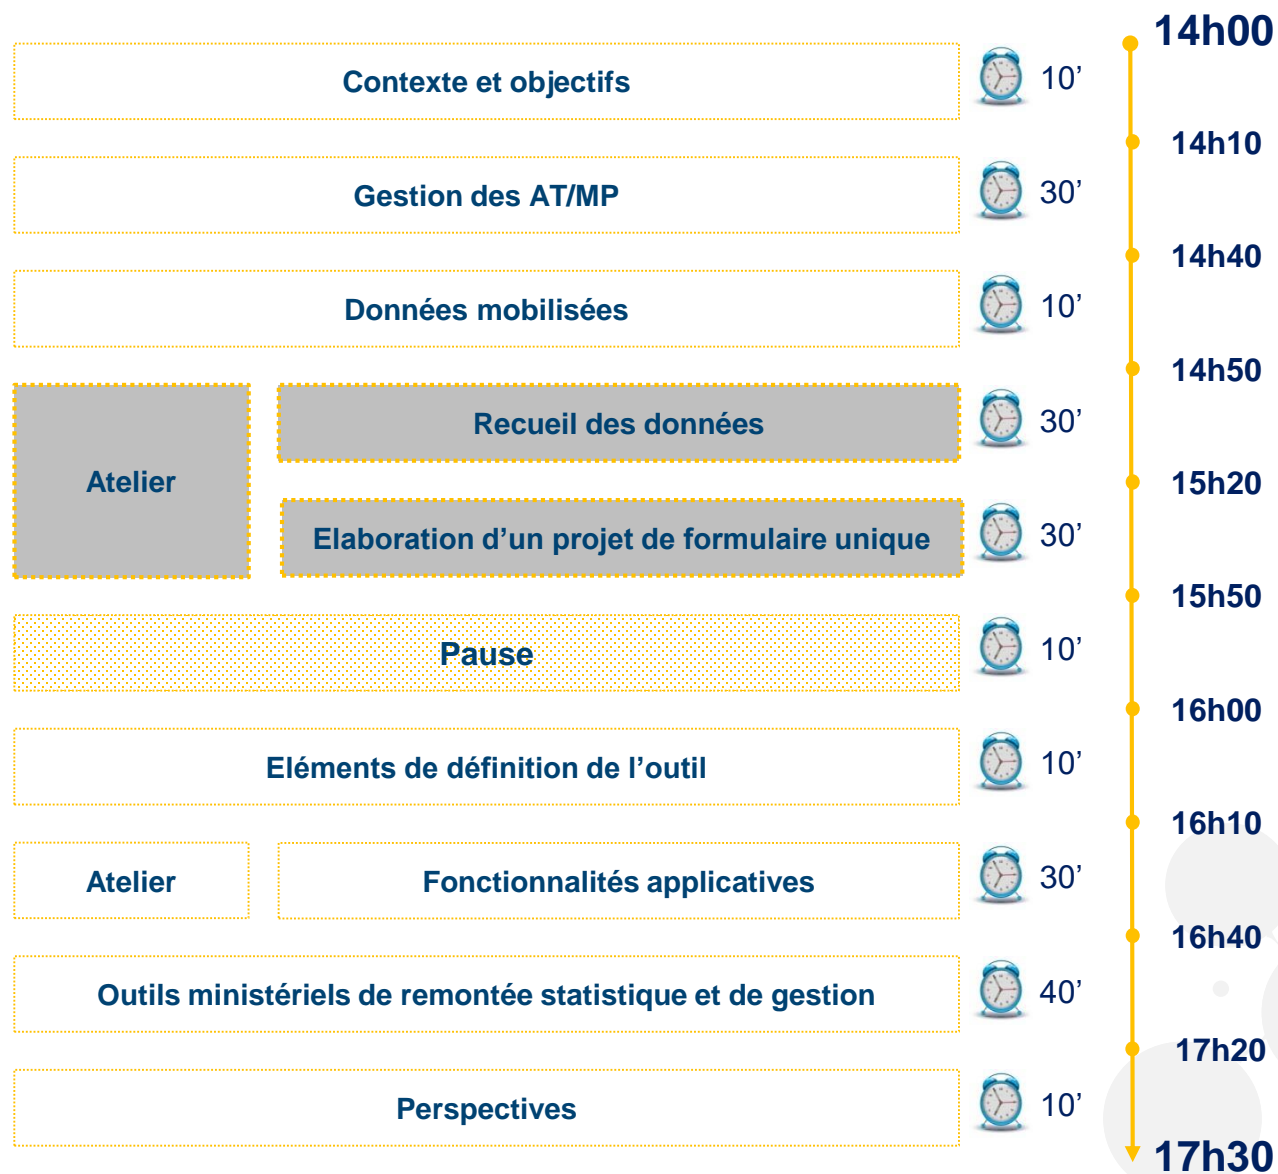 14h00
Contexte et objectifs
10’
14h10
Gestion des AT/MP
30’
14h40
Données mobilisées
10’
14h50
Atelier
Recueil des données
30’
15h20
Elaboration d’un projet de formulaire unique
30’
15h50
Pause
10’
16h00
Eléments de définition de l’outil
10’
16h10
Atelier
Fonctionnalités applicatives
30’
16h40
Outils ministériels de remontée statistique et de gestion
40’
17h20
Perspectives
10’
17h30